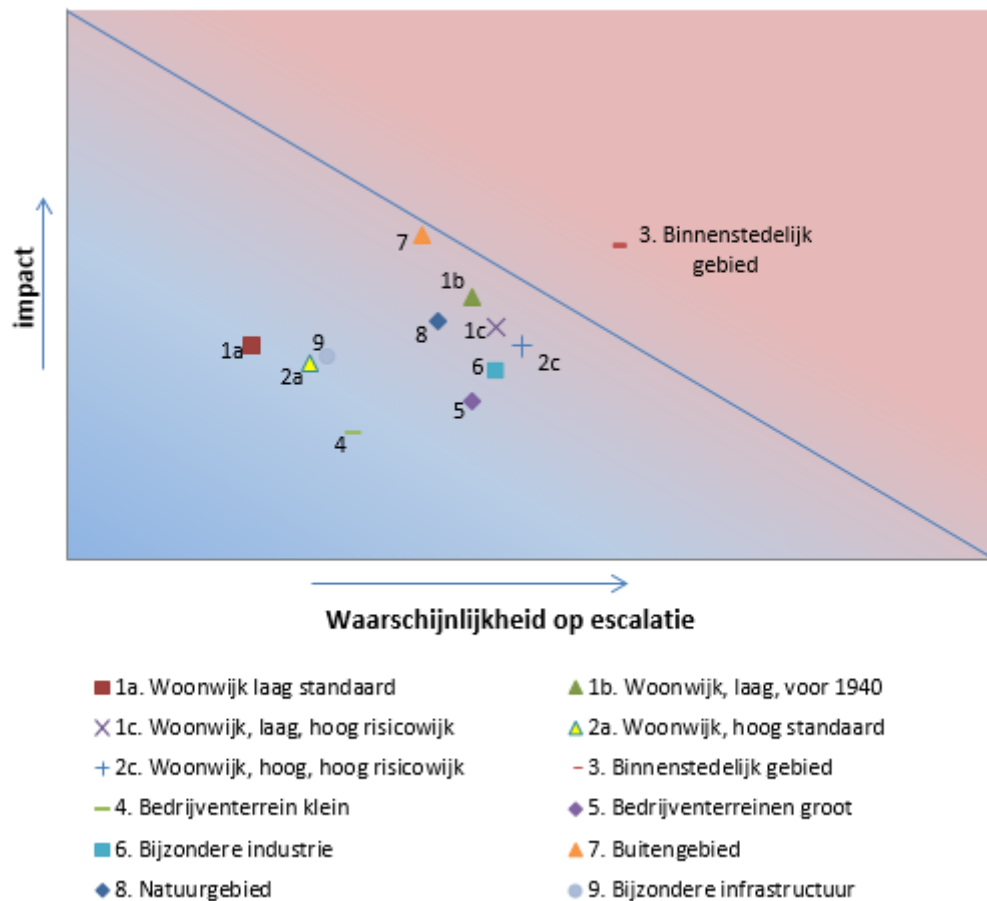 impact
7
3. Binnenstedelijk
gebied
1b
8
1c
9
1a
2a
6
2c
5
4
Waarschijnlijkheid op escalatie
1a. Woonwijk laag standaard
1b. Woonwijk, laag, voor 1940
1c. Woonwijk, laag, hoog risicowijk
2a. Woonwijk, hoog standaard
2c. Woonwijk, hoog, hoog risicowijk
3. Binnenstedelijk gebied
4. Bedrijventerrein klein
5. Bedrijventerreinen groot
6. Bijzondere industrie
7. Buitengebied
8. Natuurgebied
9. Bijzondere infrastructuur